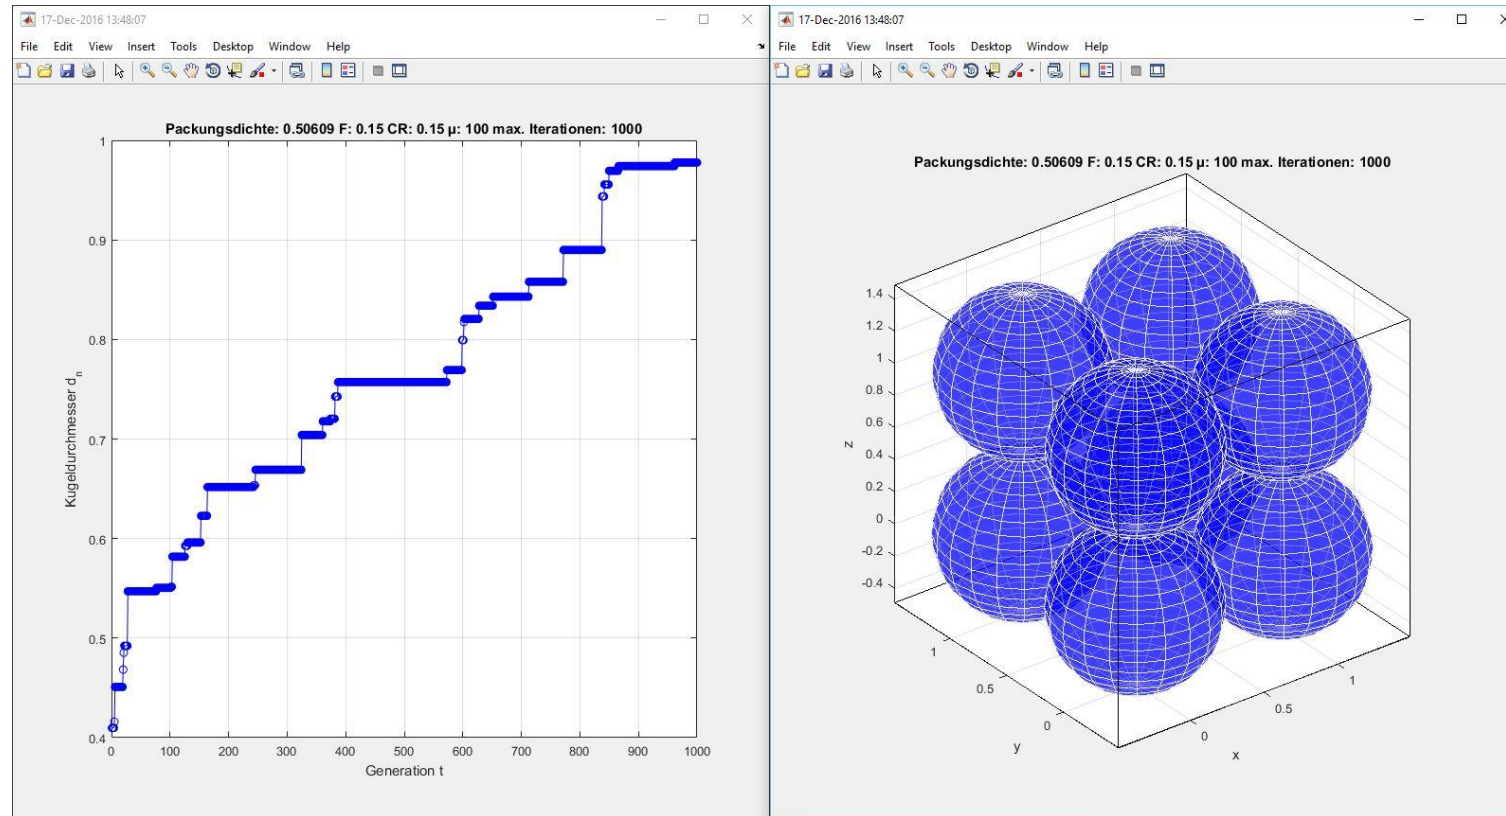 17-Dec-2016 13:48:07
File Edit View Insert Tools Desktop Window Help
Packungsdichte: 0.50609 F: 0.15 CR: 0.15 µ: 100 max. Iterationen: 1000
1
0.9
0.8
0.7
0.6
0.5
0.4
Kugeldurchmesser dn
0 100 200 300 400 500 600 700 800 900 1000
Generation t
17-Dec-2016 13:48:07
File Edit View Insert Tools Desktop Window Help
Packungsdichte: 0.50609 F: 0.15 CR: 0.15 µ: 100 max. Iterationen: 1000
1.4
1.2
1
0.8
0.6
0.4
0.2
0
-0.2
-0.4
z
1
0.5
0
y
0
0.5
1
x